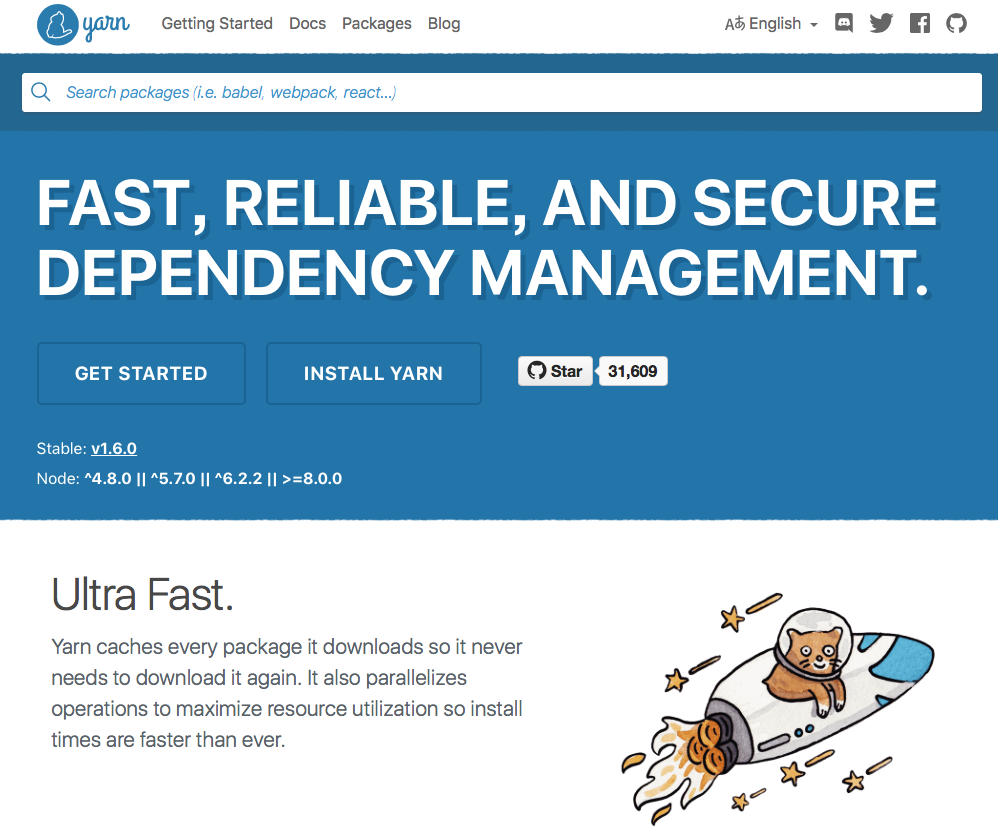 yarn
Getting Started Docs Packages Blog
Aあ English
Search packages (i.e. babel, webpack, react...)
FAST, RELIABLE, AND SECURE
DEPENDENCY MANAGEMENT.
GET STARTED INSTALL YARN Star 31,609
Stable: v1.6.0
Node: ^4.8.0 || ^5.7.0 || ^6.2.2 || >=8.0.0
Ultra Fast.
Yarn caches every package it downloads so it never
needs to download it again. It also parallelizes
operations to maximize resource utilization so install
times are faster than ever.